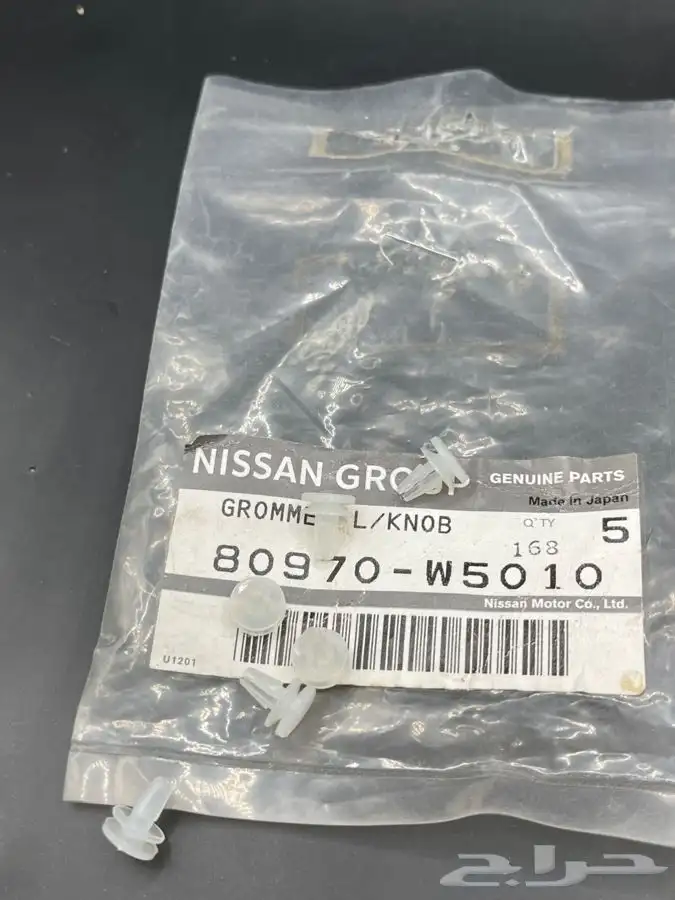 NISSAN GRO P
GENUINE PARTS
Made in Japan
GROMME L/KNOB
Q'TY 5
168
80970-W5010
Nissan Motor Co., Ltd.
U1201
حراج